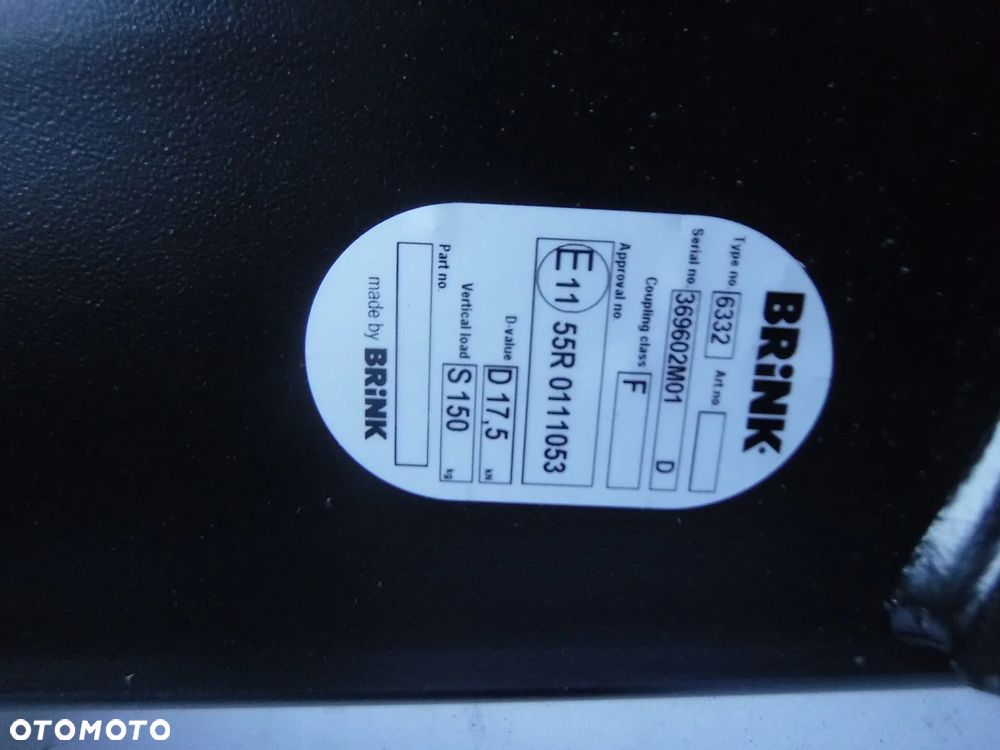 BRiNK.
Type no 6332 Art.no
Serial no 369602M01 D
Coupling class F
Approval no
E11 55R 0111053
D-value D 17,5 kN
Vertical load S 150 kg
Part no.
made by BRiNK
OTOMOTO